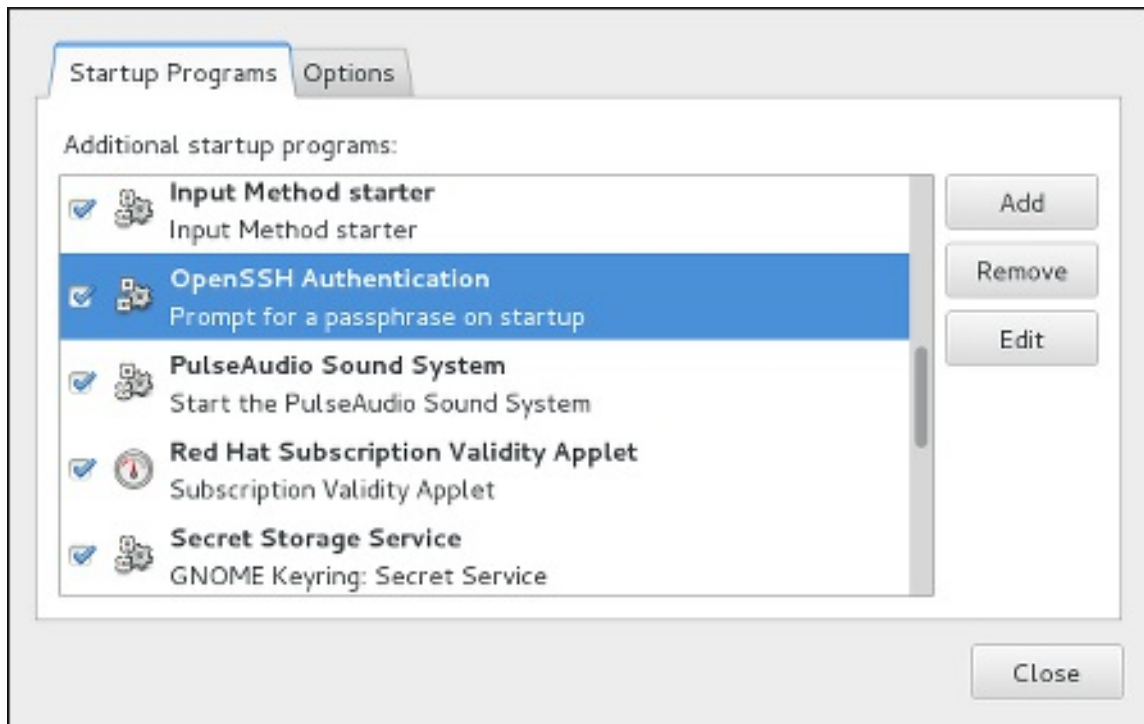 Startup Programs
Options
Additional startup programs:
Input Method starter
Input Method starter
OpenSSH Authentication
Prompt for a passphrase on startup
PulseAudio Sound System
Start the PulseAudio Sound System
Red Hat Subscription Validity Applet
Subscription Validity Applet
Secret Storage Service
GNOME Keyring: Secret Service
Add
Remove
Edit
Close